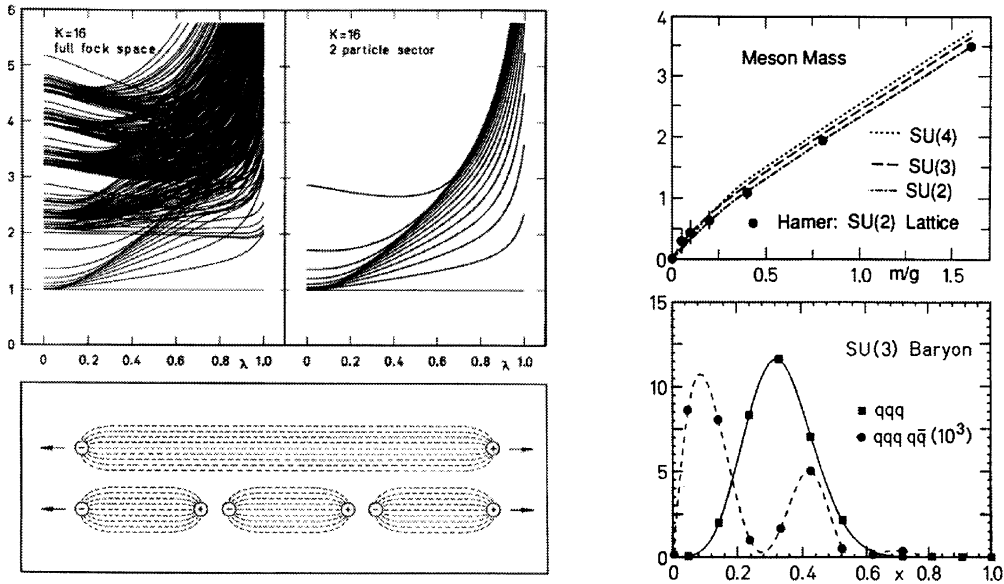 K=16
full fock space
K=16
2 particle sector
6
5
4
3
2
1
0
0 0.2 0.4 0.6 0.8 λ 1.0
0 0.2 0.4 0.6 0.8 λ 1.0
− +
− + − + − +
4
3
2
1
0
Meson Mass
SU(4)
SU(3)
SU(2)
Hamer: SU(2) Lattice
0.5 1.0 m/g 1.5
15
10
5
0
SU(3) Baryon
qqq
qqq qq̄ (10³)
0 0.2 0.4 0.6 x 0.8 1.0